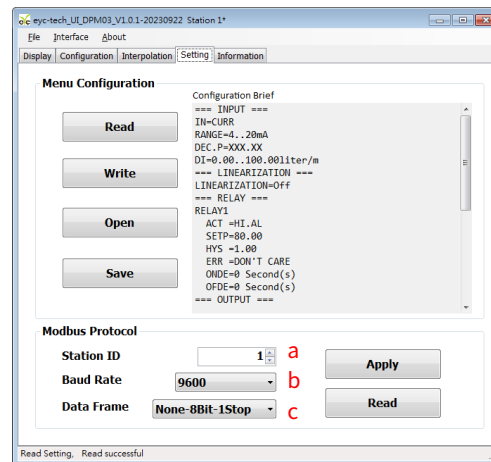 eyc-tech_UI_DPM03_V1.0.1-20230922 Station 1*
File Interface About
Display Configuration Interpolation Setting Information
Menu Configuration
Configuration Brief
Read
Write
Open
Save
=== INPUT ===
IN=CURR
RANGE=4..20mA
DEC.P=XXX.XX
DI=0.00..100.00liter/m
=== LINEARIZATION ===
LINEARIZATION=Off
=== RELAY ===
RELAY1
ACT =HI.AL
SETP=80.00
HYS =1.00
ERR =DON'T CARE
ONDE=0 Second(s)
OFDE=0 Second(s)
=== OUTPUT ===
Modbus Protocol
Station ID 1 a
Baud Rate 9600 b
Data Frame None-8Bit-1Stop c
Apply
Read
Read Setting, Read successful